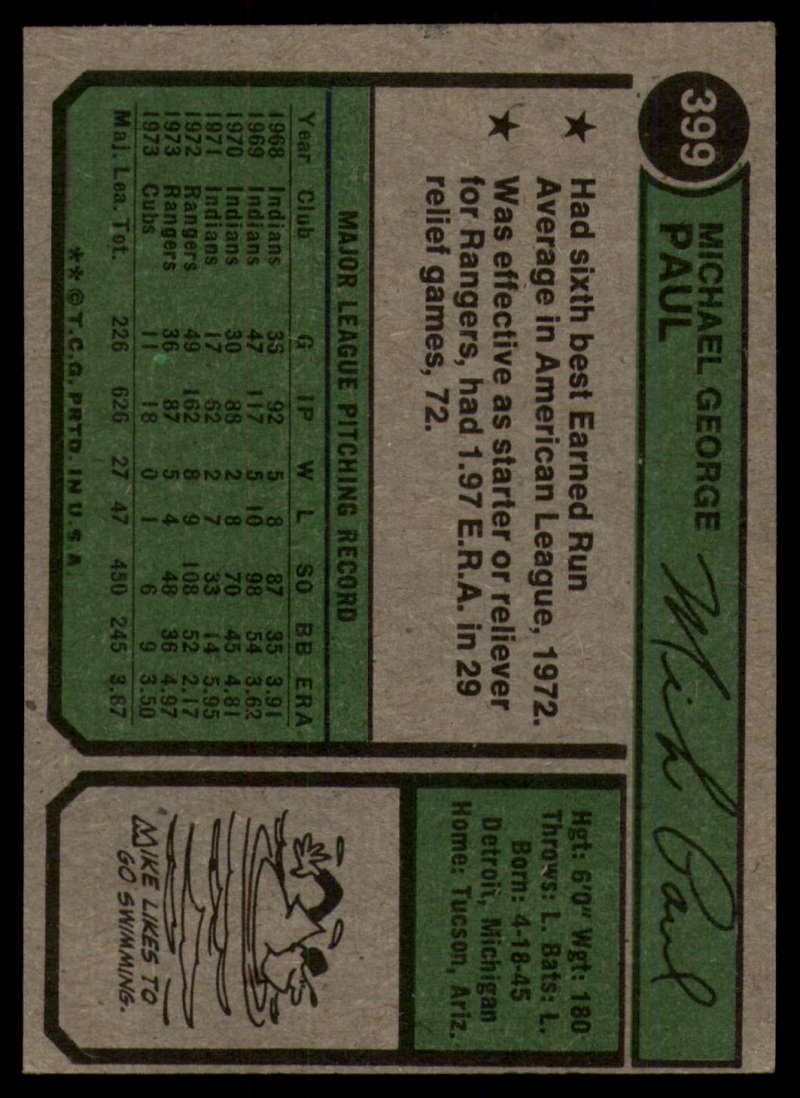 399
MICHAEL GEORGE
PAUL
Mich Paul
★ Had sixth best Earned Run
Average in American League, 1972.
★ Was effective as starter or reliever
for Rangers, had 1.97 E.R.A. in 29
relief games, 72.
MAJOR LEAGUE PITCHING RECORD
Year Club G IP W L SO BB ERA
1968 Indians 36 92 5 8 87 35 3.91
1969 Indians 47 117 5 10 98 54 3.62
1970 Indians 30 88 2 8 70 45 4.81
1971 Indians 17 62 2 7 33 14 5.95
1972 Rangers 49 162 8 9 108 52 2.17
1973 Rangers 36 87 5 4 48 36 4.97
1973 Cubs 11 18 0 1 6 9 3.50
Maj. Lea. Tot. 226 626 27 47 450 245 3.87
**©T.C.G. PRTD. IN U.S.A.
Hgt: 6'0" Wgt: 180
Throws: L. Bats: L.
Born: 4-18-45
Detroit, Michigan
Home: Tucson, Ariz.
MIKE LIKES TO
GO SWIMMING.